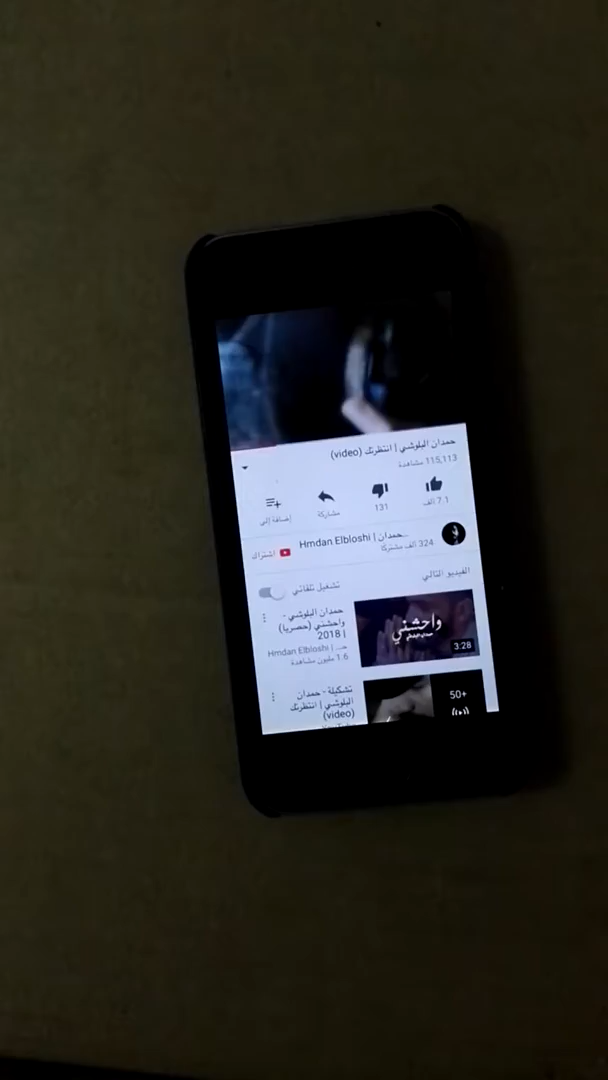 حمدان البلوشي | انتظرتك (video)
115,113 مشاهدة
7.1 ألف
131
مشاركة
إضافة إلى
حمدان | Hmdan Elbloshi...
324 ألف مشترك
اشتراك
الفيديو التالي
تشغيل تلقائي
واحشني
3:28
حمدان البلوشي -
واحشني (حصريا)
| 2018
Hmdan Elbloshi | ...حمـ
1.6 مليون مشاهدة
50+
تشكيلة - حمدان
البلوشي | انتظرتك
(video)